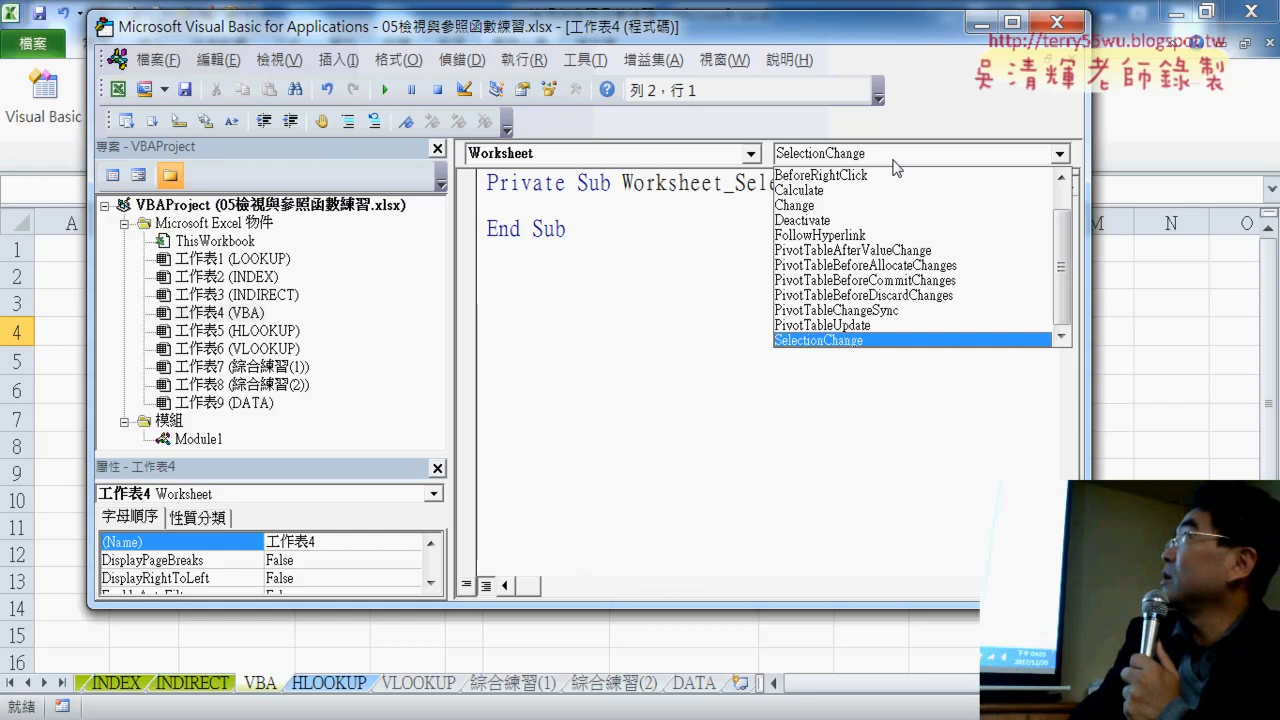 Microsoft Visual Basic for Applications - 05檢視與參照函數練習.xlsx - [工作表4 (程式碼)]
http://terry55wu.blogspot.tw
吳清輝老師錄製
檔案
檔案(F) 編輯(E) 檢視(V) 插入(I) 格式(O) 偵錯(D) 執行(R) 工具(T) 增益集(A) 視窗(W) 說明(H)
列 2，行 1
Visual Basic
專案 - VBAProject
Worksheet
SelectionChange
Private Sub Worksheet_Sel
End Sub
BeforeRightClick
Calculate
Change
Deactivate
FollowHyperlink
PivotTableAfterValueChange
PivotTableBeforeAllocateChanges
PivotTableBeforeCommitChanges
PivotTableBeforeDiscardChanges
PivotTableChangeSync
PivotTableUpdate
SelectionChange
VBAProject (05檢視與參照函數練習.xlsx)
Microsoft Excel 物件
ThisWorkbook
工作表1 (LOOKUP)
工作表2 (INDEX)
工作表3 (INDIRECT)
工作表4 (VBA)
工作表5 (HLOOKUP)
工作表6 (VLOOKUP)
工作表7 (綜合練習(1))
工作表8 (綜合練習(2))
工作表9 (DATA)
模組
Module1
屬性 - 工作表4
工作表4 Worksheet
字母順序 性質分類
(Name) 工作表4
DisplayPageBreaks False
DisplayRightToLeft False
A M N O
1
2
3
4
5
6
7
8
9
10
11
12
13
14
15
16
下午 04:05
2017/12/20
INDEX INDIRECT VBA HLOOKUP VLOOKUP 綜合練習(1) 綜合練習(2) DATA
就緒